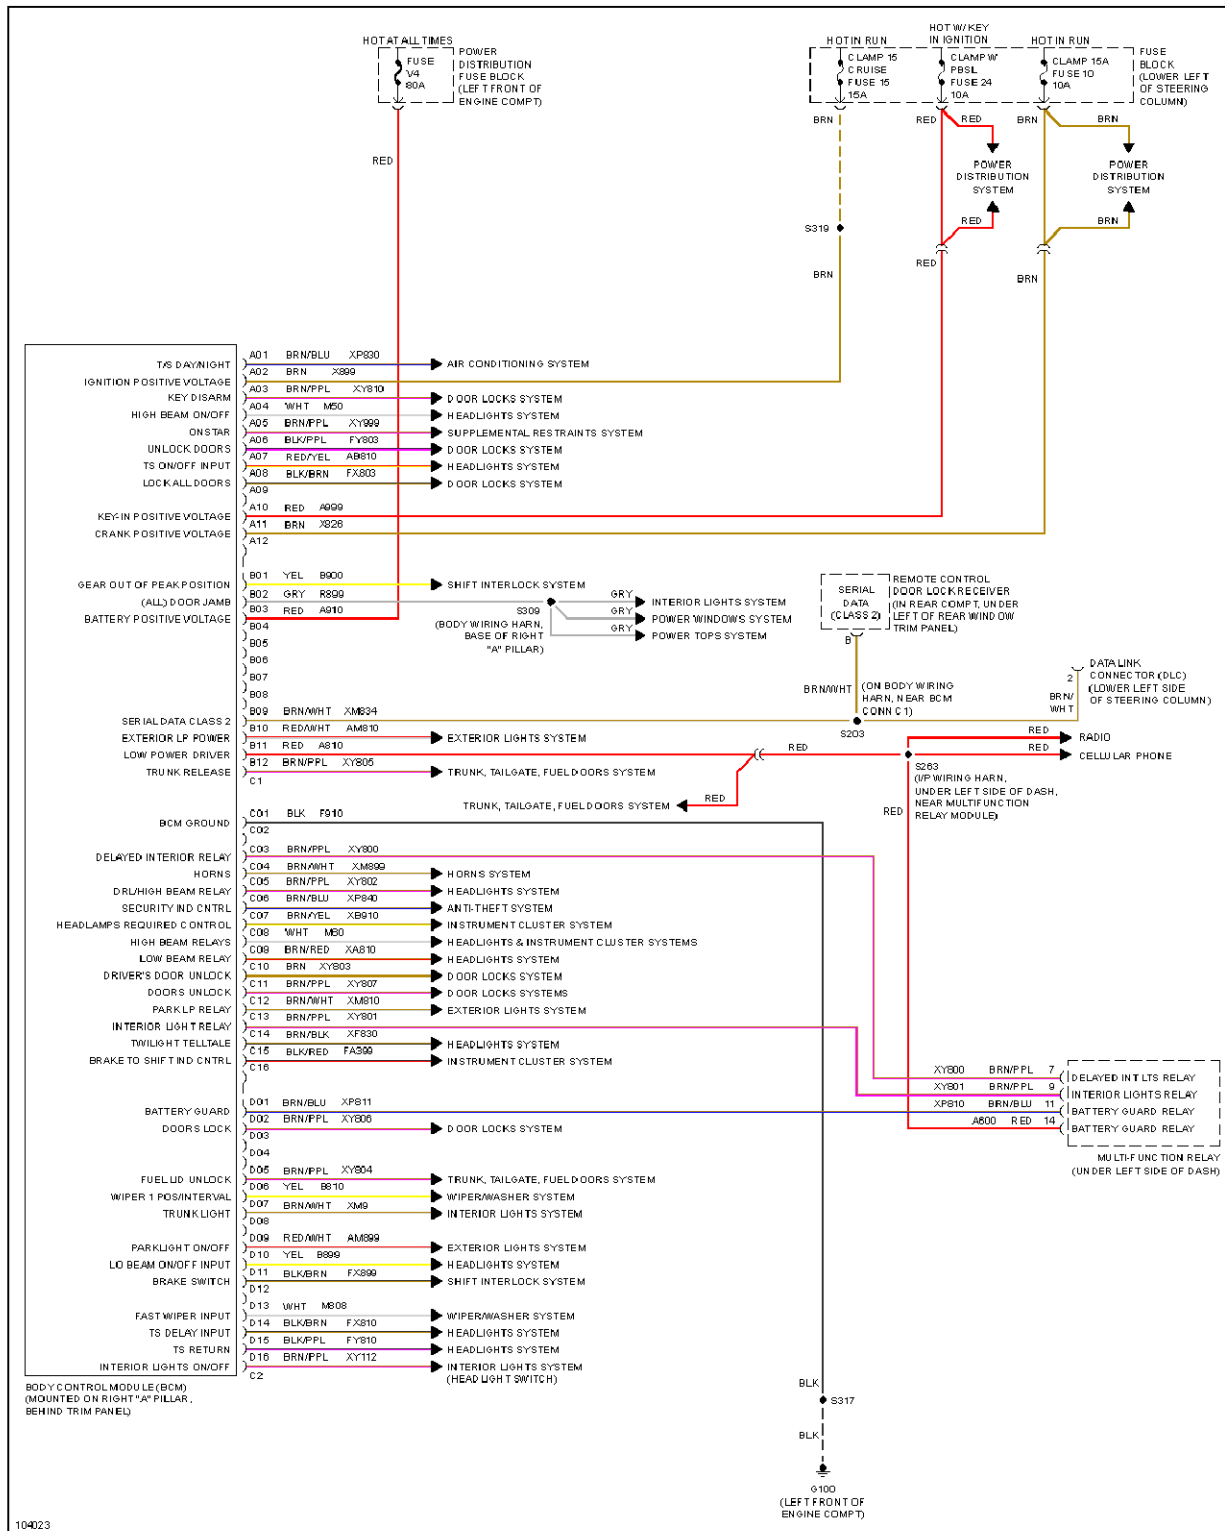 HOT AT ALL TIMES
FUSE
V4
80A
POWER
DISTRIBUTION
FUSE BLOCK
(LEFT FRONT OF
ENGINE COMPT)
HOT IN RUN
HOT W/KEY
IN IGNITION
HOT IN RUN
CLAMP 15
CRUISE
FUSE 15
15A
CLAMP W
PBSL
FUSE 24
10A
CLAMP 15A
FUSE 10
10A
FUSE
BLOCK
(LOWER LEFT
OF STEERING
COLUMN)
BRN
RED
RED
BRN
BRN
RED
POWER
DISTRIBUTION
SYSTEM
POWER
DISTRIBUTION
SYSTEM
RED
BRN
S319
RED
BRN
BRN
T/S DAY/NIGHT
A01 BRN/BLU XP830
AIR CONDITIONING SYSTEM
IGNITION POSITIVE VOLTAGE
A02 BRN X899
KEY DISARM
A03 BRN/PPL XY810
DOOR LOCKS SYSTEM
HIGH BEAM ON/OFF
A04 WHT M50
HEADLIGHTS SYSTEM
ONSTAR
A05 BRN/PPL XY999
SUPPLEMENTAL RESTRAINTS SYSTEM
UNLOCK DOORS
A06 BLK/PPL FY803
DOOR LOCKS SYSTEM
TS ON/OFF INPUT
A07 RED/YEL AB810
HEADLIGHTS SYSTEM
LOCK ALL DOORS
A08 BLK/BRN FX803
DOOR LOCKS SYSTEM
A09
KEY-IN POSITIVE VOLTAGE
A10 RED A999
CRANK POSITIVE VOLTAGE
A11 BRN X826
A12
GEAR OUT OF PEAK POSITION
B01 YEL B900
SHIFT INTERLOCK SYSTEM
(ALL) DOOR JAMB
B02 GRY R899
BATTERY POSITIVE VOLTAGE
B03 RED A910
B04
B05
B06
B07
B08
S309
(BODY WIRING HARN,
BASE OF RIGHT
"A" PILLAR)
GRY
INTERIOR LIGHTS SYSTEM
GRY
POWER WINDOWS SYSTEM
GRY
POWER TOPS SYSTEM
SERIAL
DATA
(CLASS 2)
REMOTE CONTROL
DOOR LOCK RECEIVER
(IN REAR COMPT, UNDER
LEFT OF REAR WINDOW
TRIM PANEL)
B
BRN/WHT
(ON BODY WIRING
HARN, NEAR BCM
CONN C1)
S203
2
BRN/
WHT
DATA LINK
CONNECTOR (DLC)
(LOWER LEFT SIDE
OF STEERING COLUMN)
SERIAL DATA CLASS 2
B09 BRN/WHT XM834
EXTERIOR LP POWER
B10 RED/WHT AM810
EXTERIOR LIGHTS SYSTEM
LOW POWER DRIVER
B11 RED A810
TRUNK RELEASE
B12 BRN/PPL XY805
TRUNK, TAILGATE, FUEL DOORS SYSTEM
C1
RED
RED
RADIO
RED
CELLULAR PHONE
S263
(I/P WIRING HARN,
UNDER LEFT SIDE OF DASH,
NEAR MULTIFUNCTION
RELAY MODULE)
TRUNK, TAILGATE, FUEL DOORS SYSTEM
RED
RED
BCM GROUND
C01 BLK F910
C02
DELAYED INTERIOR RELAY
C03 BRN/PPL XY800
HORNS
C04 BRN/WHT XM899
HORNS SYSTEM
DRL/HIGH BEAM RELAY
C05 BRN/PPL XY802
HEADLIGHTS SYSTEM
SECURITY IND CNTRL
C06 BRN/BLU XP840
ANTI-THEFT SYSTEM
HEADLAMPS REQUIRED CONTROL
C07 BRN/YEL XB910
INSTRUMENT CLUSTER SYSTEM
HIGH BEAM RELAYS
C08 WHT M60
HEADLIGHTS & INSTRUMENT CLUSTER SYSTEMS
LOW BEAM RELAY
C09 BRN/RED XA810
HEADLIGHTS SYSTEM
DRIVER'S DOOR UNLOCK
C10 BRN XY803
DOOR LOCKS SYSTEM
DOORS UNLOCK
C11 BRN/PPL XY807
DOOR LOCKS SYSTEMS
PARK LP RELAY
C12 BRN/WHT XM810
EXTERIOR LIGHTS SYSTEM
INTERIOR LIGHT RELAY
C13 BRN/PPL XY801
TWILIGHT TELLTALE
C14 BRN/BLK XF830
HEADLIGHTS SYSTEM
BRAKE TO SHIFT IND CNTRL
C15 BLK/RED FA399
INSTRUMENT CLUSTER SYSTEM
C16
XY800 BRN/PPL 7
DELAYED INT LTS RELAY
XY801 BRN/PPL 9
INTERIOR LIGHTS RELAY
XP810 BRN/BLU 11
BATTERY GUARD RELAY
A600 RED 14
BATTERY GUARD RELAY
MULTI-FUNCTION RELAY
(UNDER LEFT SIDE OF DASH)
BATTERY GUARD
D01 BRN/BLU XP811
DOORS LOCK
D02 BRN/PPL XY806
DOOR LOCKS SYSTEM
D03
D04
FUEL LID UNLOCK
D05 BRN/PPL XY804
TRUNK, TAILGATE, FUEL DOORS SYSTEM
WIPER 1 POS/INTERVAL
D06 YEL B810
WIPER/WASHER SYSTEM
TRUNK LIGHT
D07 BRN/WHT XM9
INTERIOR LIGHTS SYSTEM
D08
PARKLIGHT ON/OFF
D09 RED/WHT AM899
EXTERIOR LIGHTS SYSTEM
LO BEAM ON/OFF INPUT
D10 YEL B899
HEADLIGHTS SYSTEM
BRAKE SWITCH
D11 BLK/BRN FX899
SHIFT INTERLOCK SYSTEM
D12
FAST WIPER INPUT
D13 WHT M808
WIPER/WASHER SYSTEM
TS DELAY INPUT
D14 BLK/BRN FX810
HEADLIGHTS SYSTEM
TS RETURN
D15 BLK/PPL FY810
HEADLIGHTS SYSTEM
INTERIOR LIGHTS ON/OFF
D16 BRN/PPL XY112
INTERIOR LIGHTS SYSTEM
(HEADLIGHT SWITCH)
C2
BODY CONTROL MODULE (BCM)
(MOUNTED ON RIGHT "A" PILLAR,
BEHIND TRIM PANEL)
BLK
S317
BLK
G100
(LEFT FRONT OF
ENGINE COMPT)
104023